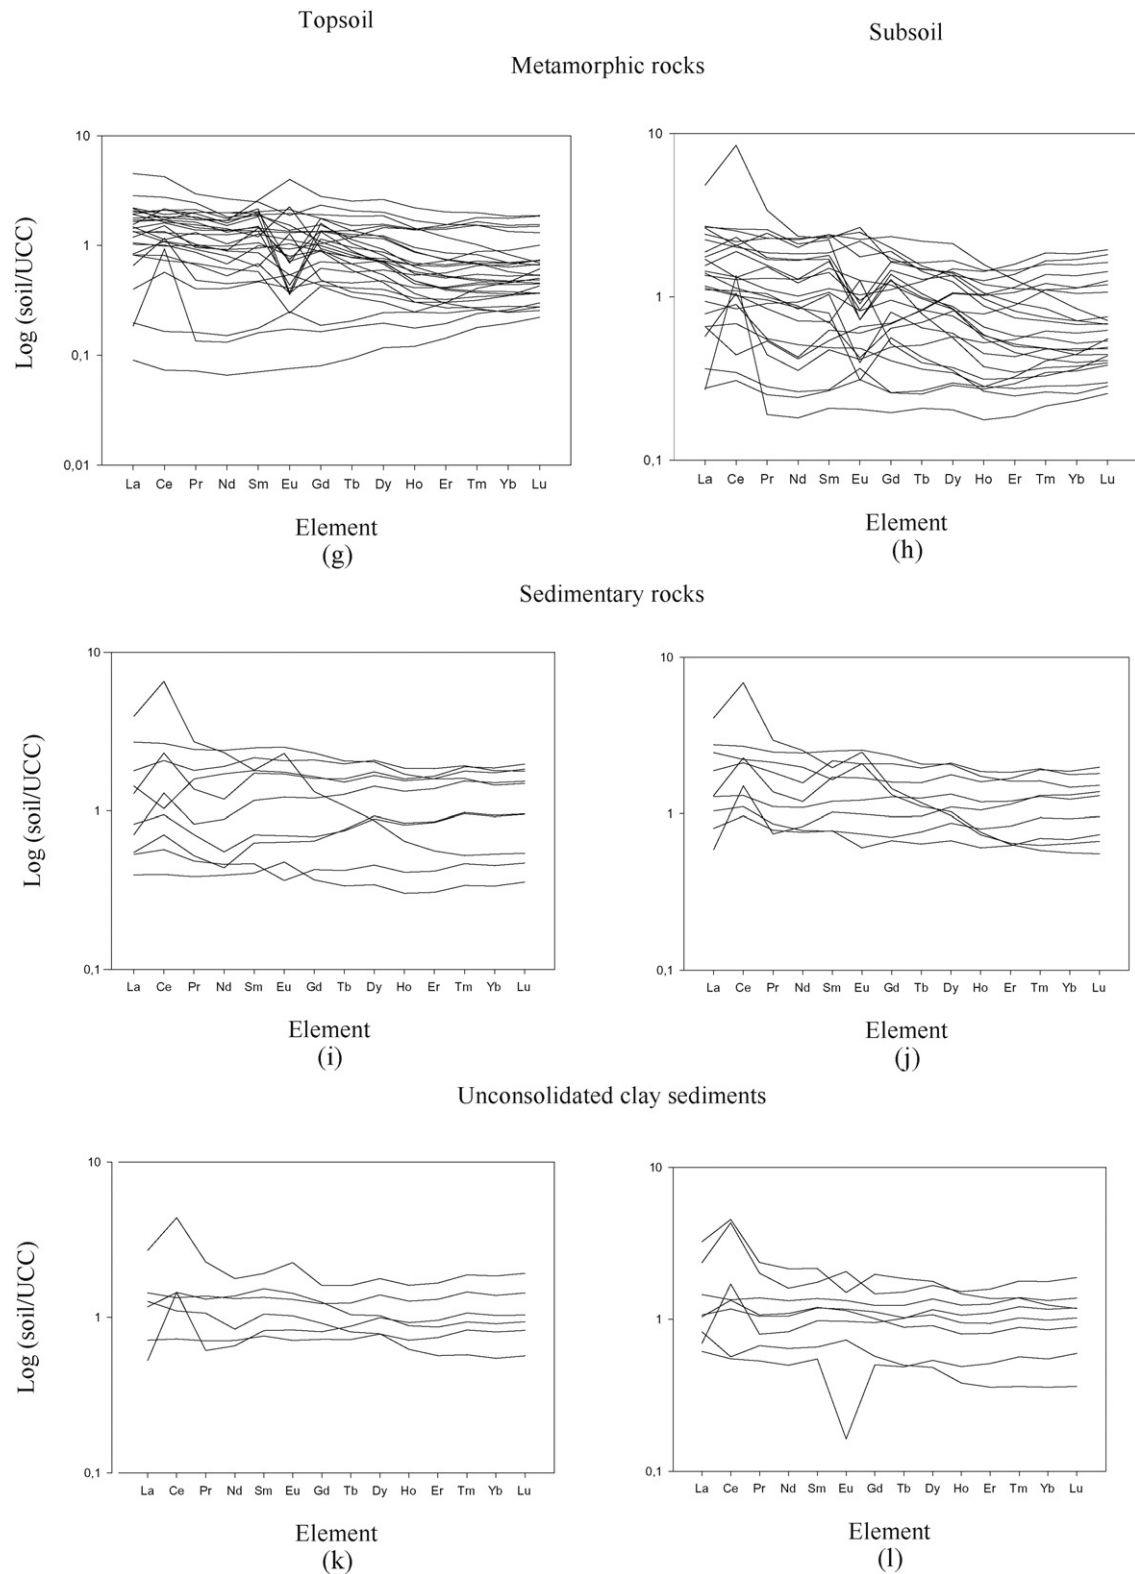 Topsoil
Subsoil
Metamorphic rocks
Log (soil/UCC)
10
1
0,1
0,01
La Ce Pr Nd Sm Eu Gd Tb Dy Ho Er Tm Yb Lu
Element
(g)
10
1
0,1
La Ce Pr Nd Sm Eu Gd Tb Dy Ho Er Tm Yb Lu
Element
(h)
Sedimentary rocks
Log (soil/UCC)
10
1
0,1
La Ce Pr Nd Sm Eu Gd Tb Dy Ho Er Tm Yb Lu
Element
(i)
10
1
0,1
La Ce Pr Nd Sm Eu Gd Tb Dy Ho Er Tm Yb Lu
Element
(j)
Unconsolidated clay sediments
Log (soil/UCC)
10
1
0,1
La Ce Pr Nd Sm Eu Gd Tb Dy Ho Er Tm Yb Lu
Element
(k)
10
1
0,1
La Ce Pr Nd Sm Eu Gd Tb Dy Ho Er Tm Yb Lu
Element
(l)